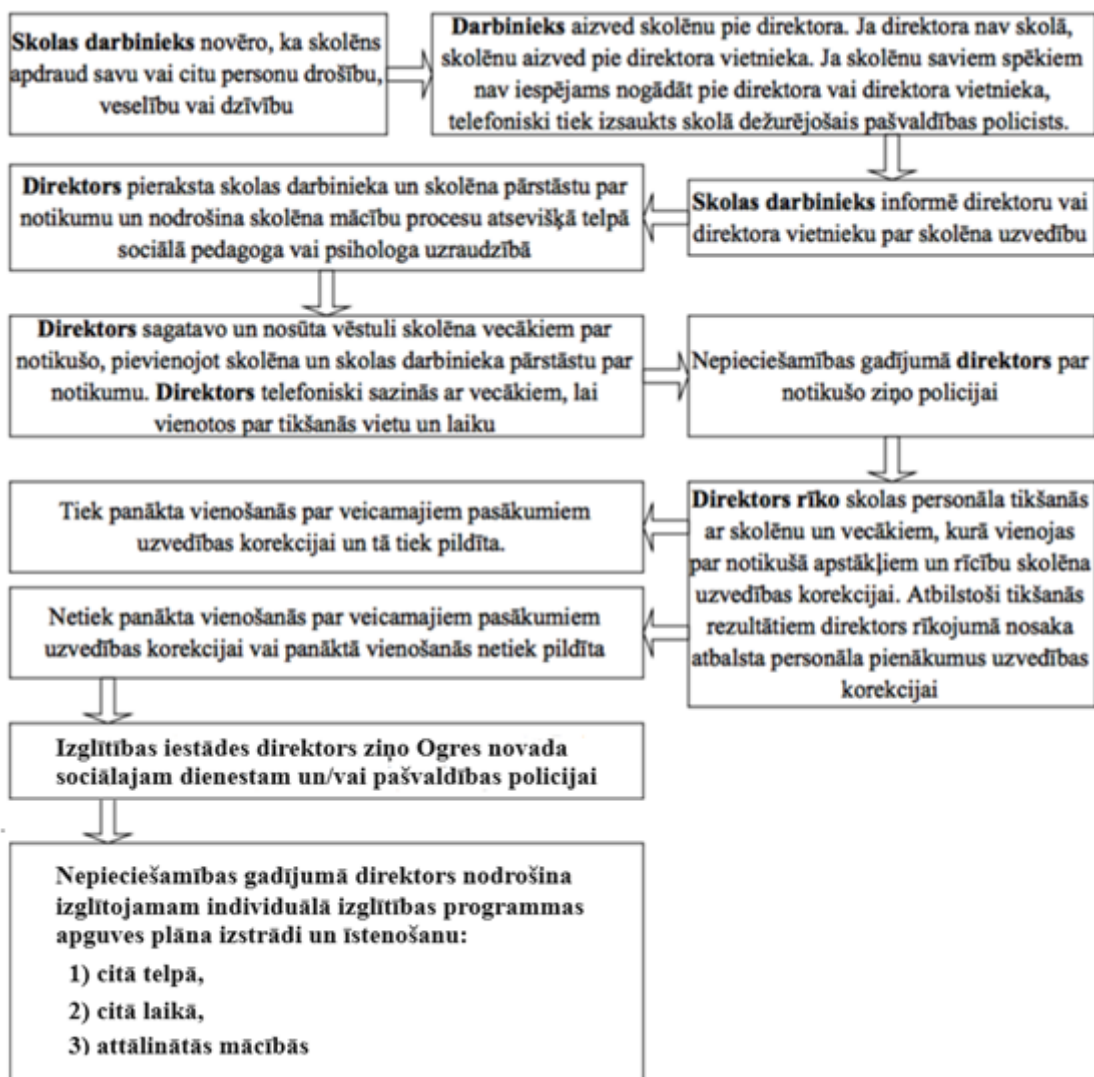 Skolas darbinieks novēro, ka skolēns
apdraud savu vai citu personu drošību,
veselību vai dzīvību
Darbinieks aizved skolēnu pie direktora. Ja direktora nav skolā,
skolēnu aizved pie direktora vietnieka. Ja skolēnu saviem spēkiem
nav iespējams nogādāt pie direktora vai direktora vietnieka,
telefoniski tiek izsaukts skolā dežurējošais pašvaldības policists.
Skolas darbinieks informē direktoru vai
direktora vietnieku par skolēna uzvedību
Direktors pieraksta skolas darbinieka un skolēna pārstāstu par
notikumu un nodrošina skolēna mācību procesu atsevišķā telpā
sociālā pedagoga vai psihologa uzraudzībā
Direktors sagatavo un nosūta vēstuli skolēna vecākiem par
notikušo, pievienojot skolēna un skolas darbinieka pārstāstu par
notikumu. Direktors telefoniski sazinās ar vecākiem, lai
vienotos par tikšanās vietu un laiku
Nepieciešamības gadījumā direktors par
notikušo ziņo policijai
Direktors rīko skolas personāla tikšanās
ar skolēnu un vecākiem, kurā vienojas
par notikušā apstākļiem un rīcību skolēna
uzvedības korekcijai. Atbilstoši tikšanās
rezultātiem direktors rīkojumā nosaka
atbalsta personāla pienākumus uzvedības
korekcijai
Tiek panākta vienošanās par veicamajiem pasākumiem
uzvedības korekcijai un tā tiek pildīta.
Netiek panākta vienošanās par veicamajiem pasākumiem
uzvedības korekcijai vai panāktā vienošanās netiek pildīta
Izglītības iestādes direktors ziņo Ogres novada
sociālajam dienestam un/vai pašvaldības policijai
Nepieciešamības gadījumā direktors nodrošina
izglītojamam individuālā izglītības programmas
apguves plāna izstrādi un īstenošanu:
1) citā telpā,
2) citā laikā,
3) attālinātās mācībās